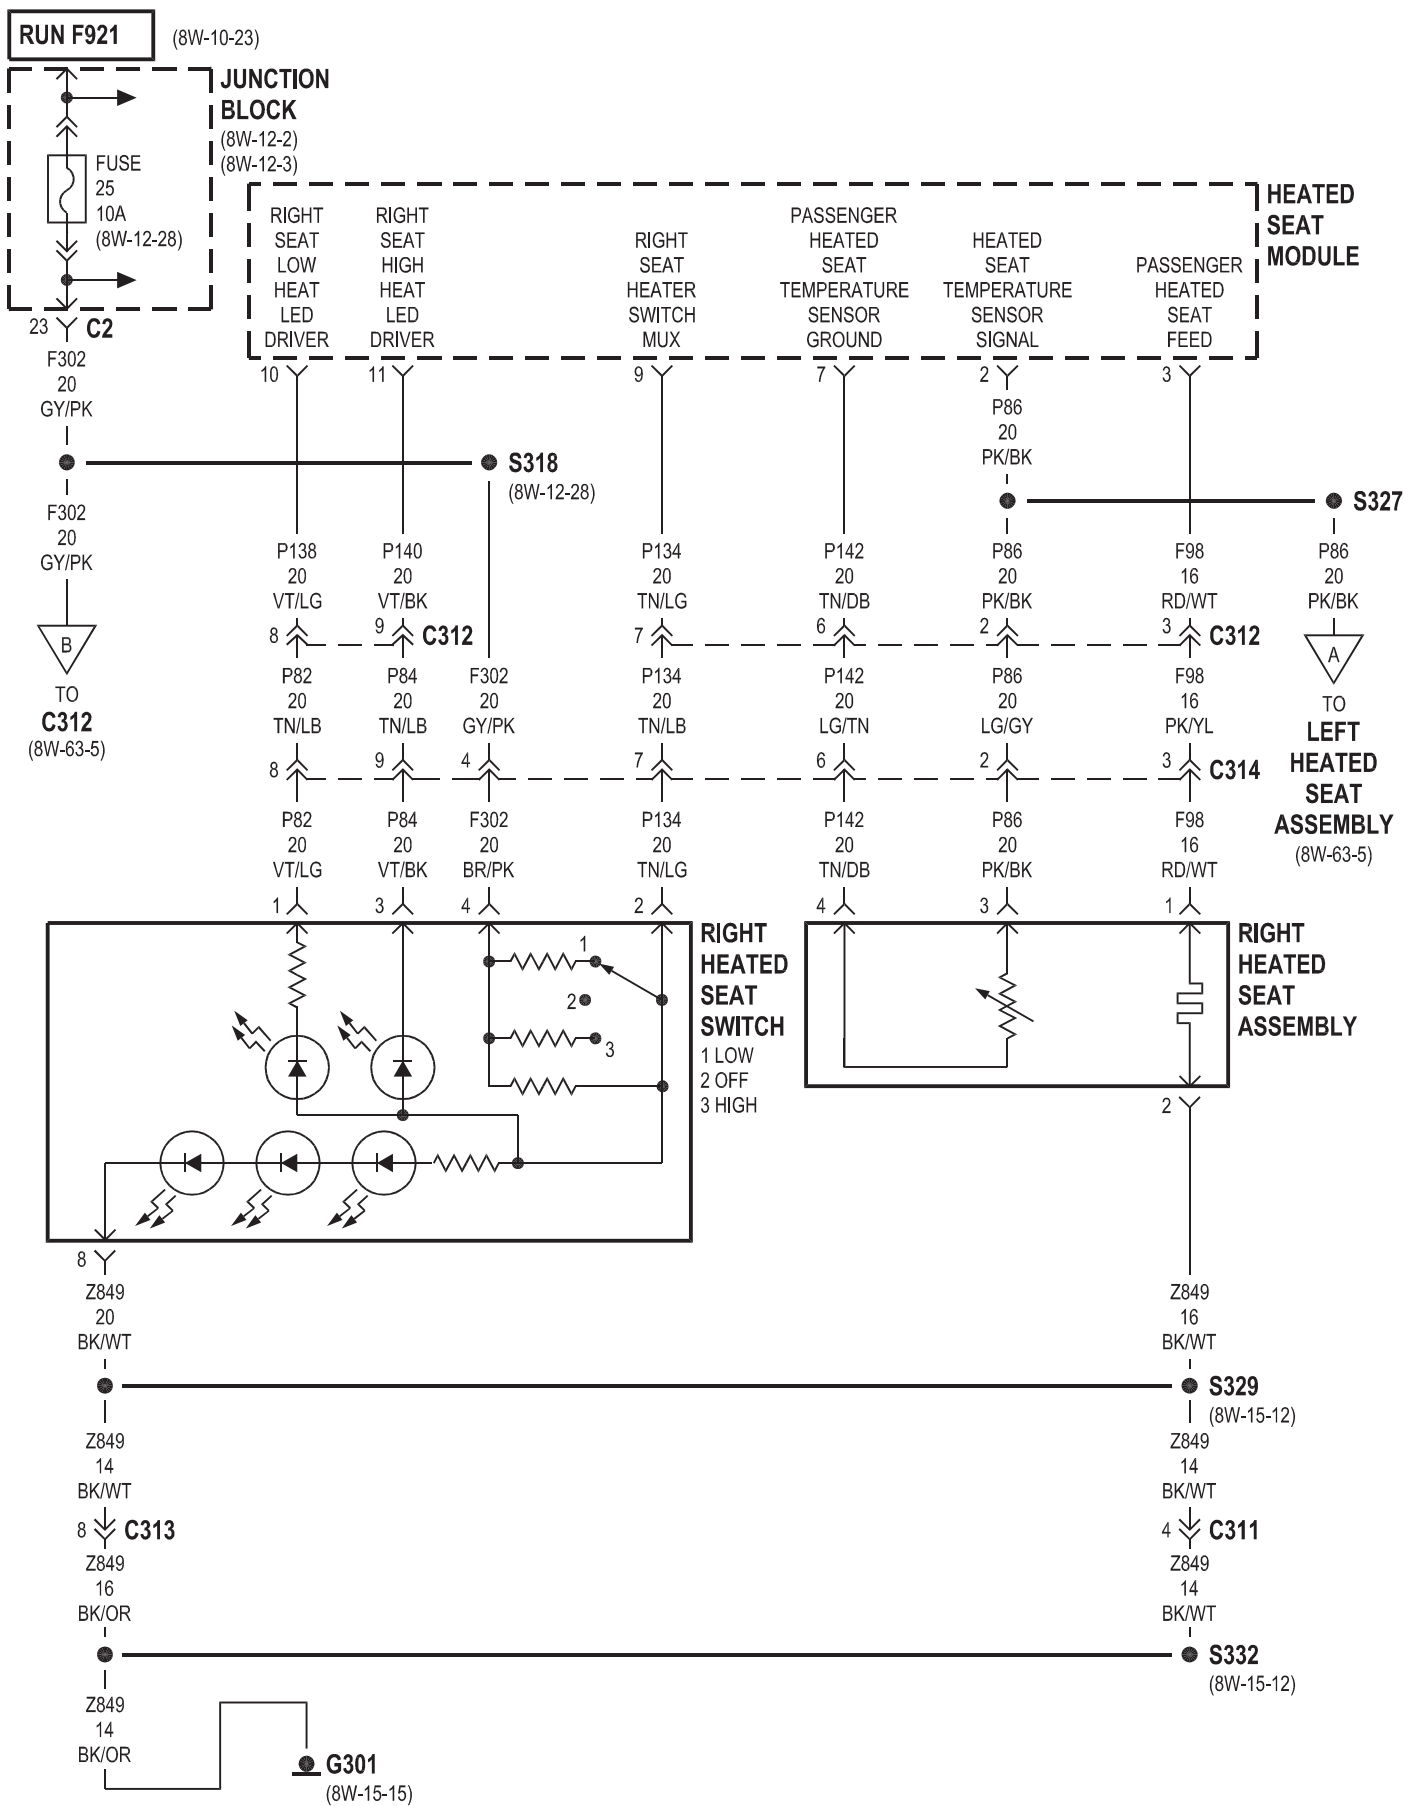 RUN F921
(8W-10-23)
JUNCTION
BLOCK
(8W-12-2)
(8W-12-3)
FUSE
25
10A
(8W-12-28)
23
C2
F302
20
GY/PK
HEATED
SEAT
MODULE
RIGHT
SEAT
LOW
HEAT
LED
DRIVER
RIGHT
SEAT
HIGH
HEAT
LED
DRIVER
RIGHT
SEAT
HEATER
SWITCH
MUX
PASSENGER
HEATED
SEAT
TEMPERATURE
SENSOR
GROUND
HEATED
SEAT
TEMPERATURE
SENSOR
SIGNAL
PASSENGER
HEATED
SEAT
FEED
10
11
9
7
2
3
P86
20
PK/BK
S318
(8W-12-28)
S327
F302
20
GY/PK
B
TO
C312
(8W-63-5)
P138
20
VT/LG
P140
20
VT/BK
P134
20
TN/LG
P142
20
TN/DB
P86
20
PK/BK
F98
16
RD/WT
P86
20
PK/BK
8
9
C312
7
6
2
3
C312
A
TO
LEFT
HEATED
SEAT
ASSEMBLY
(8W-63-5)
P82
20
TN/LB
P84
20
TN/LB
F302
20
GY/PK
P134
20
TN/LB
P142
20
LG/TN
P86
20
LG/GY
F98
16
PK/YL
8
9
4
7
6
2
3
C314
P82
20
VT/LG
P84
20
VT/BK
F302
20
BR/PK
P134
20
TN/LG
P142
20
TN/DB
P86
20
PK/BK
F98
16
RD/WT
1
3
4
2
4
3
1
RIGHT
HEATED
SEAT
SWITCH
1 LOW
2 OFF
3 HIGH
1
2
3
RIGHT
HEATED
SEAT
ASSEMBLY
2
8
Z849
20
BK/WT
Z849
16
BK/WT
S329
(8W-15-12)
Z849
14
BK/WT
Z849
14
BK/WT
8
C313
4
C311
Z849
16
BK/OR
Z849
14
BK/WT
S332
(8W-15-12)
Z849
14
BK/OR
G301
(8W-15-15)